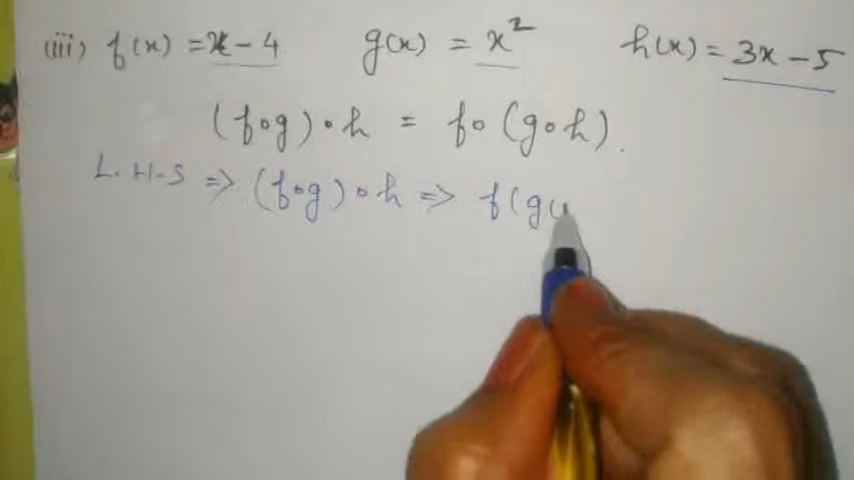 (iii) f(x) = x - 4 g(x) = x² h(x) = 3x - 5
(f∘g)∘h = f∘(g∘h).
L.H.S ⇒ (f∘g)∘h ⇒ f(g(